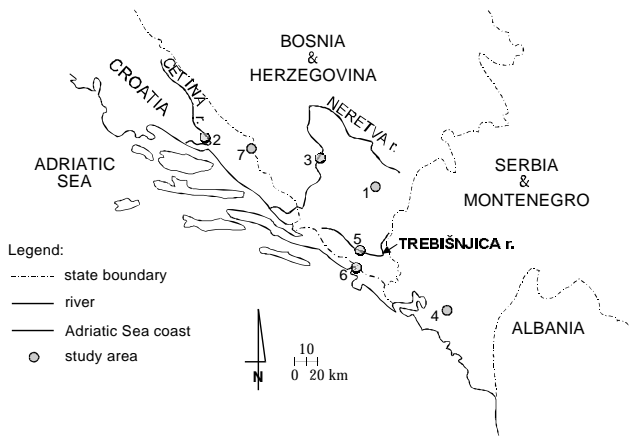 BOSNIA
&
HERZEGOVINA
CROATIA
CETINA r.
NERETVA r.
ADRIATIC
SEA
SERBIA
&
MONTENEGRO
2
7
3
1
5
TREBIŠNJICA r.
6
4
ALBANIA
Legend:
state boundary
river
Adriatic Sea coast
study area
N
10
0 20 km